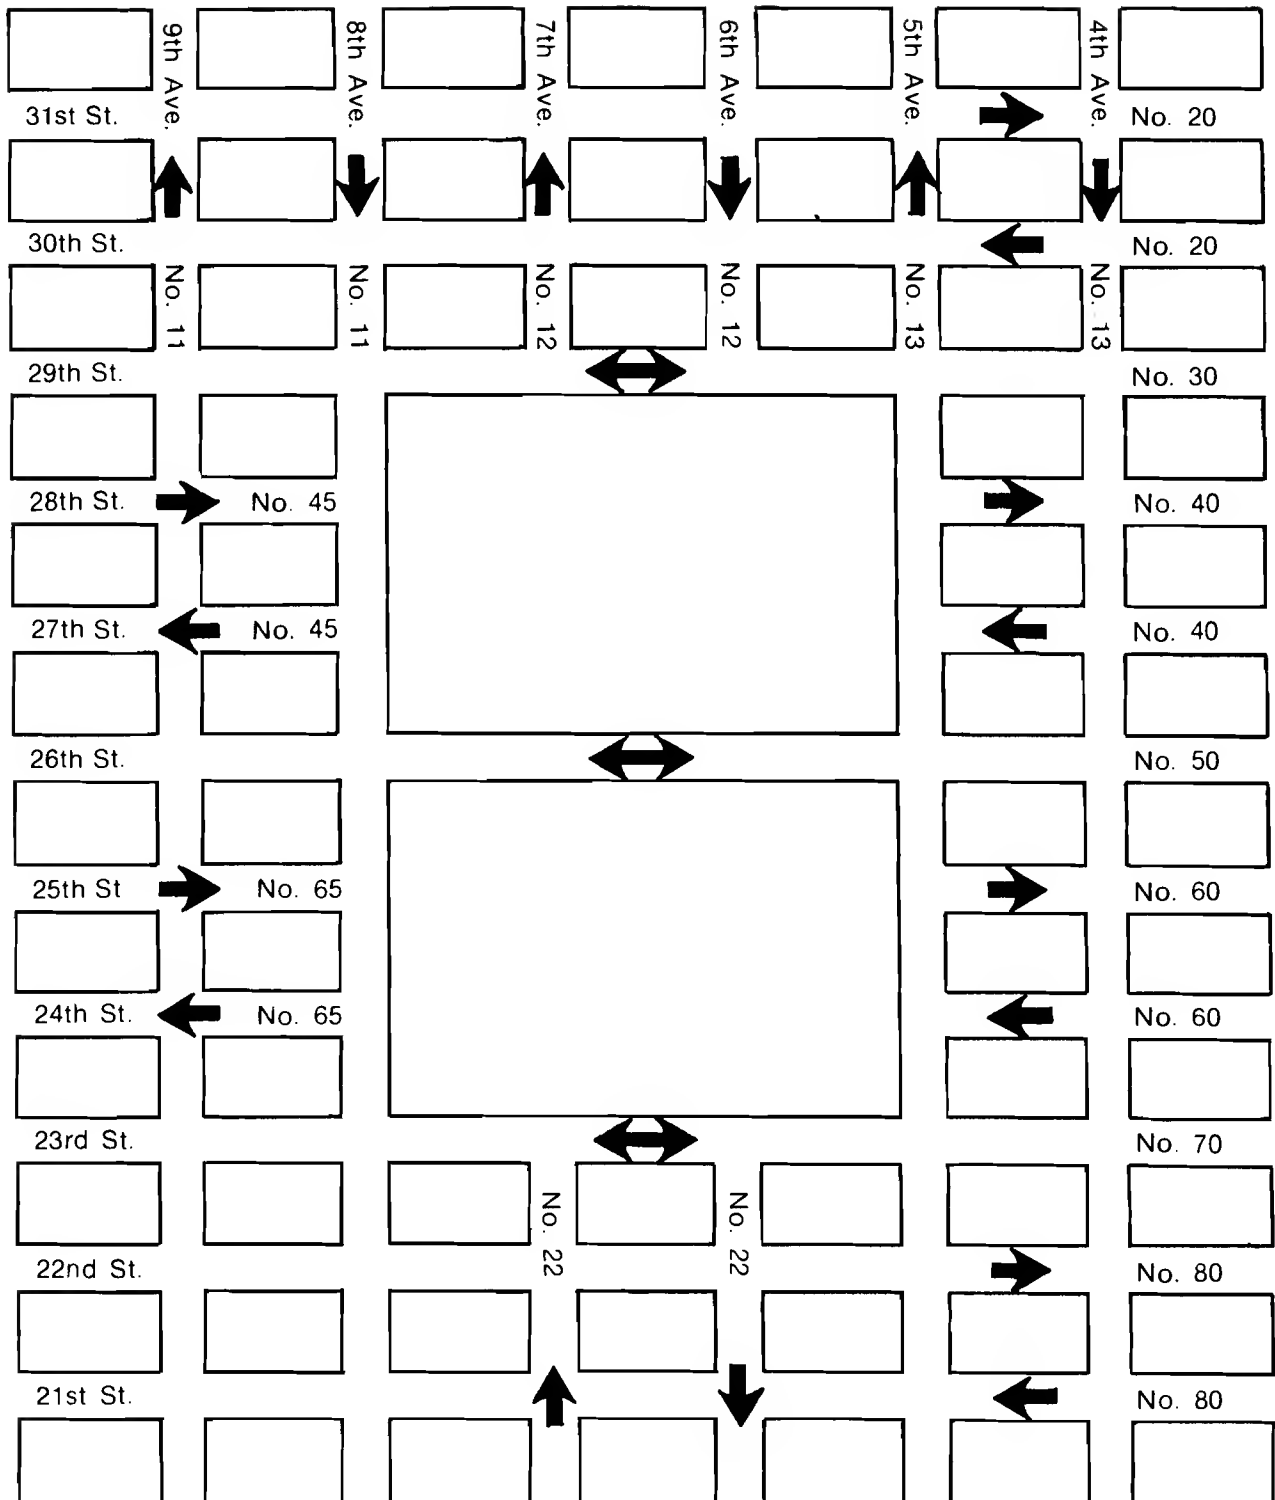 9th Ave.
8th Ave.
7th Ave.
6th Ave.
5th Ave.
4th Ave.
31st St.
No. 20
30th St.
No. 20
No. 11
No. 11
No. 12
No. 12
No. 13
No. 13
29th St.
No. 30
28th St.
No. 45
No. 40
27th St.
No. 45
No. 40
26th St.
No. 50
25th St
No. 65
No. 60
24th St.
No. 65
No. 60
23rd St.
No. 70
No. 22
No. 22
22nd St.
No. 80
21st St.
No. 80